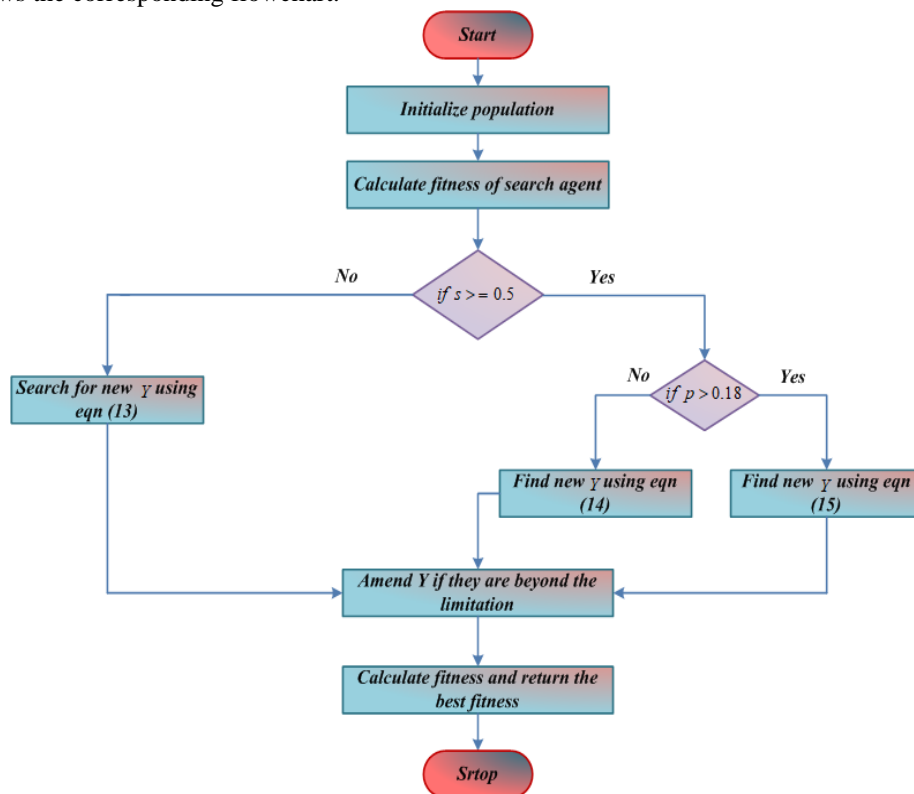 the corresponding flowchart.
Start
Initialize population
Calculate fitness of search agent
No
Yes
if s >= 0.5
Search for new Y using
eqn (13)
No
Yes
if p > 0.18
Find new Y using eqn
(14)
Find new Y using eqn
(15)
Amend Y if they are beyond the
limitation
Calculate fitness and return the
best fitness
Srtop